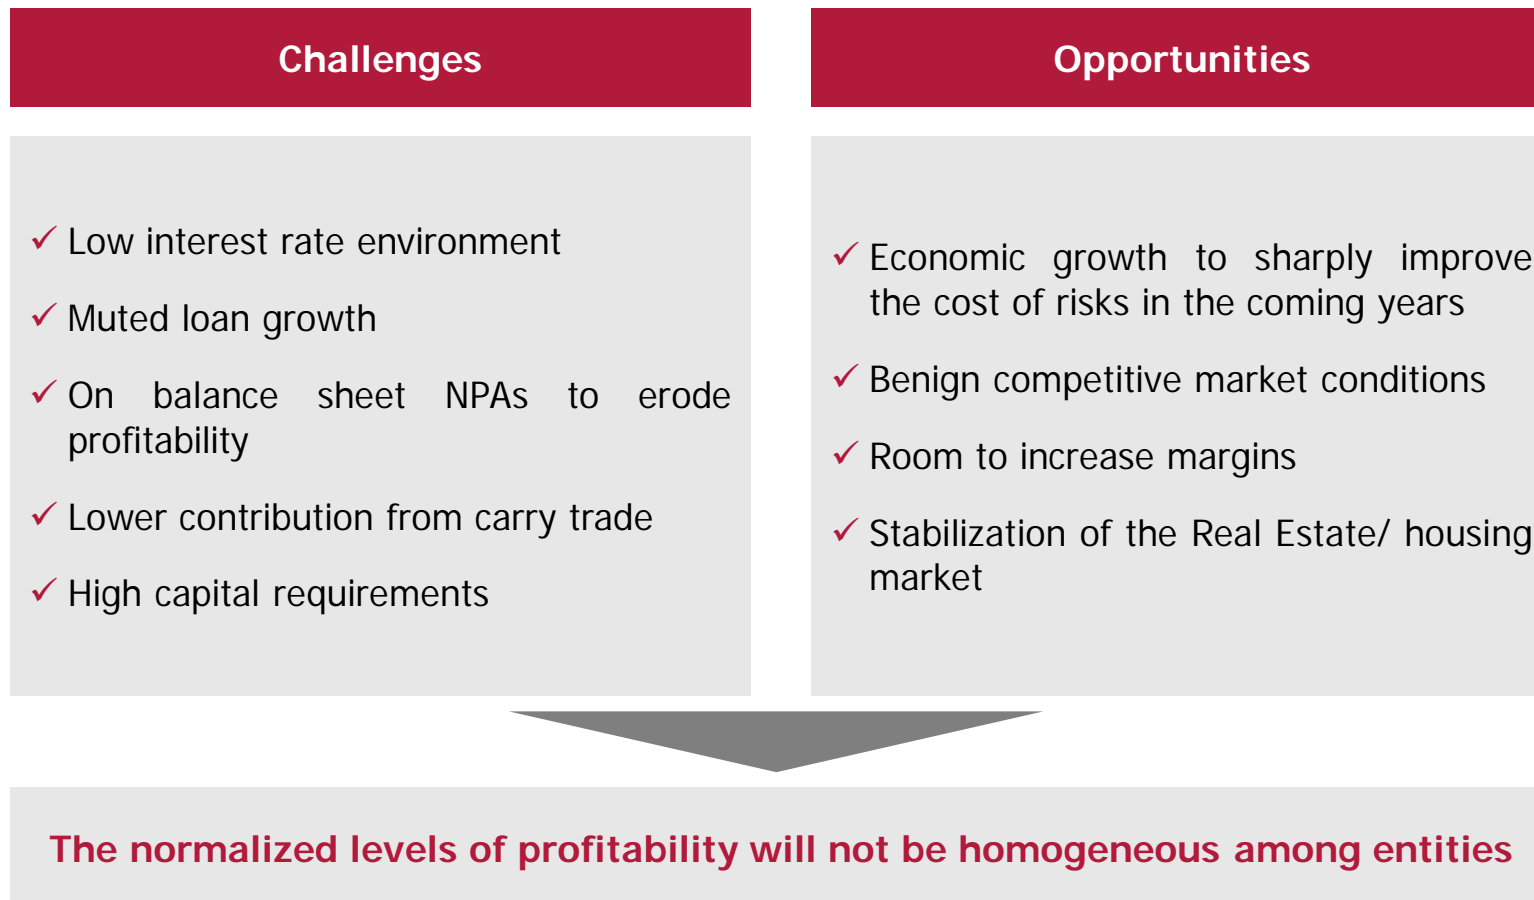 Challenges
Low interest rate environment
Muted loan growth
On balance sheet NPAs to erode
profitability
Lower contribution from carry trade
High capital requirements
Opportunities
Economic growth to sharply improve
the cost of risks in the coming years
Benign competitive market conditions
Room to increase margins
Stabilization of the Real Estate/ housing
market
The normalized levels of profitability will not be homogeneous among entities